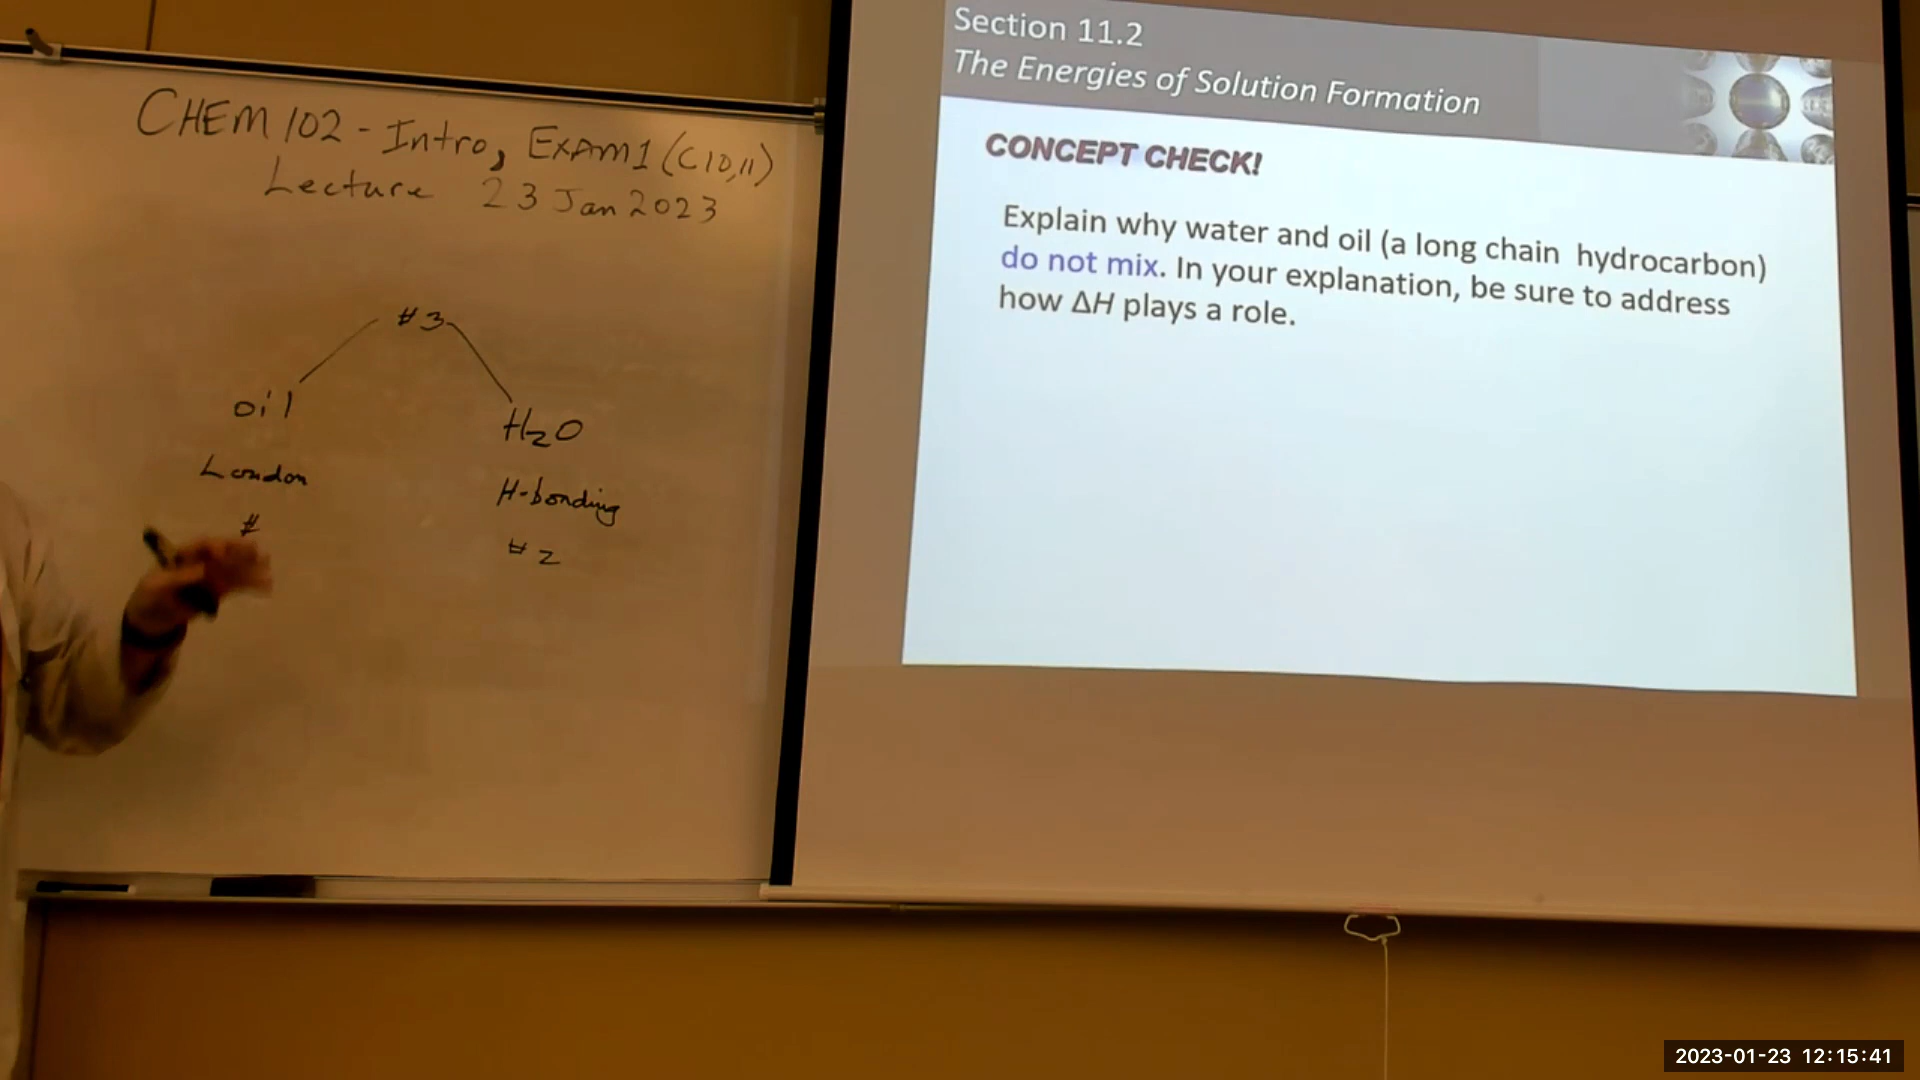 CHEM 102 - Intro, EXAM 1 (C10,11)
Lecture 23 Jan 2023
#3
oil
H2O
London
H-bonding
#
#2
Section 11.2
The Energies of Solution Formation
CONCEPT CHECK!
Explain why water and oil (a long chain hydrocarbon)
do not mix. In your explanation, be sure to address
how ΔH plays a role.
2023-01-23 12:15:41